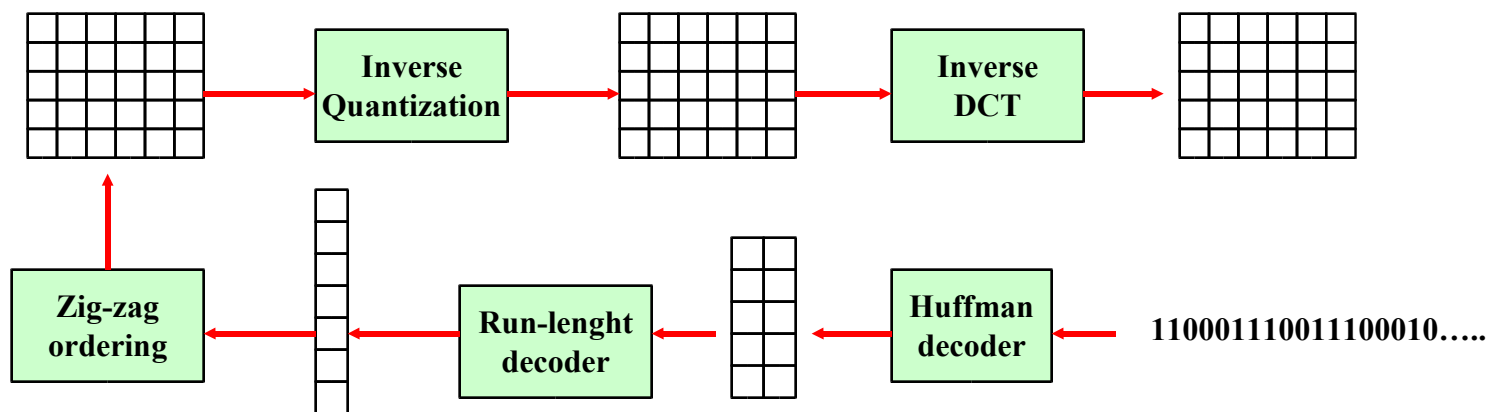 Inverse
Quantization
Inverse
DCT
Zig-zag
ordering
Run-lenght
decoder
Huffman
decoder
110001110011100010…..